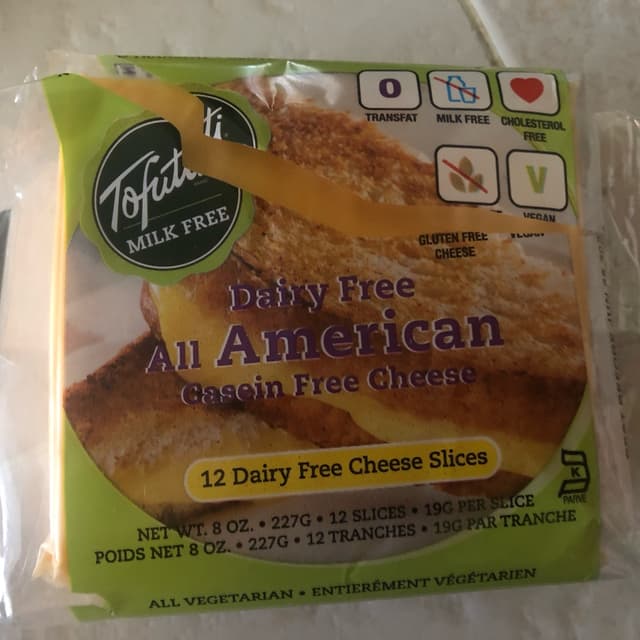 0
TRANSFAT
MILK FREE
CHOLESTEROL
FREE
Tofutti
MILK FREE
V
GLUTEN FREE
CHEESE
VEGAN
Dairy Free
All American
Casein Free Cheese
12 Dairy Free Cheese Slices
K
PARVE
NET WT. 8 OZ. • 227G • 12 SLICES • 19G PER SLICE
POIDS NET 8 OZ. • 227G • 12 TRANCHES • 19G PAR TRANCHE
ALL VEGETARIAN • ENTIERÉMENT VÉGÉTARIEN